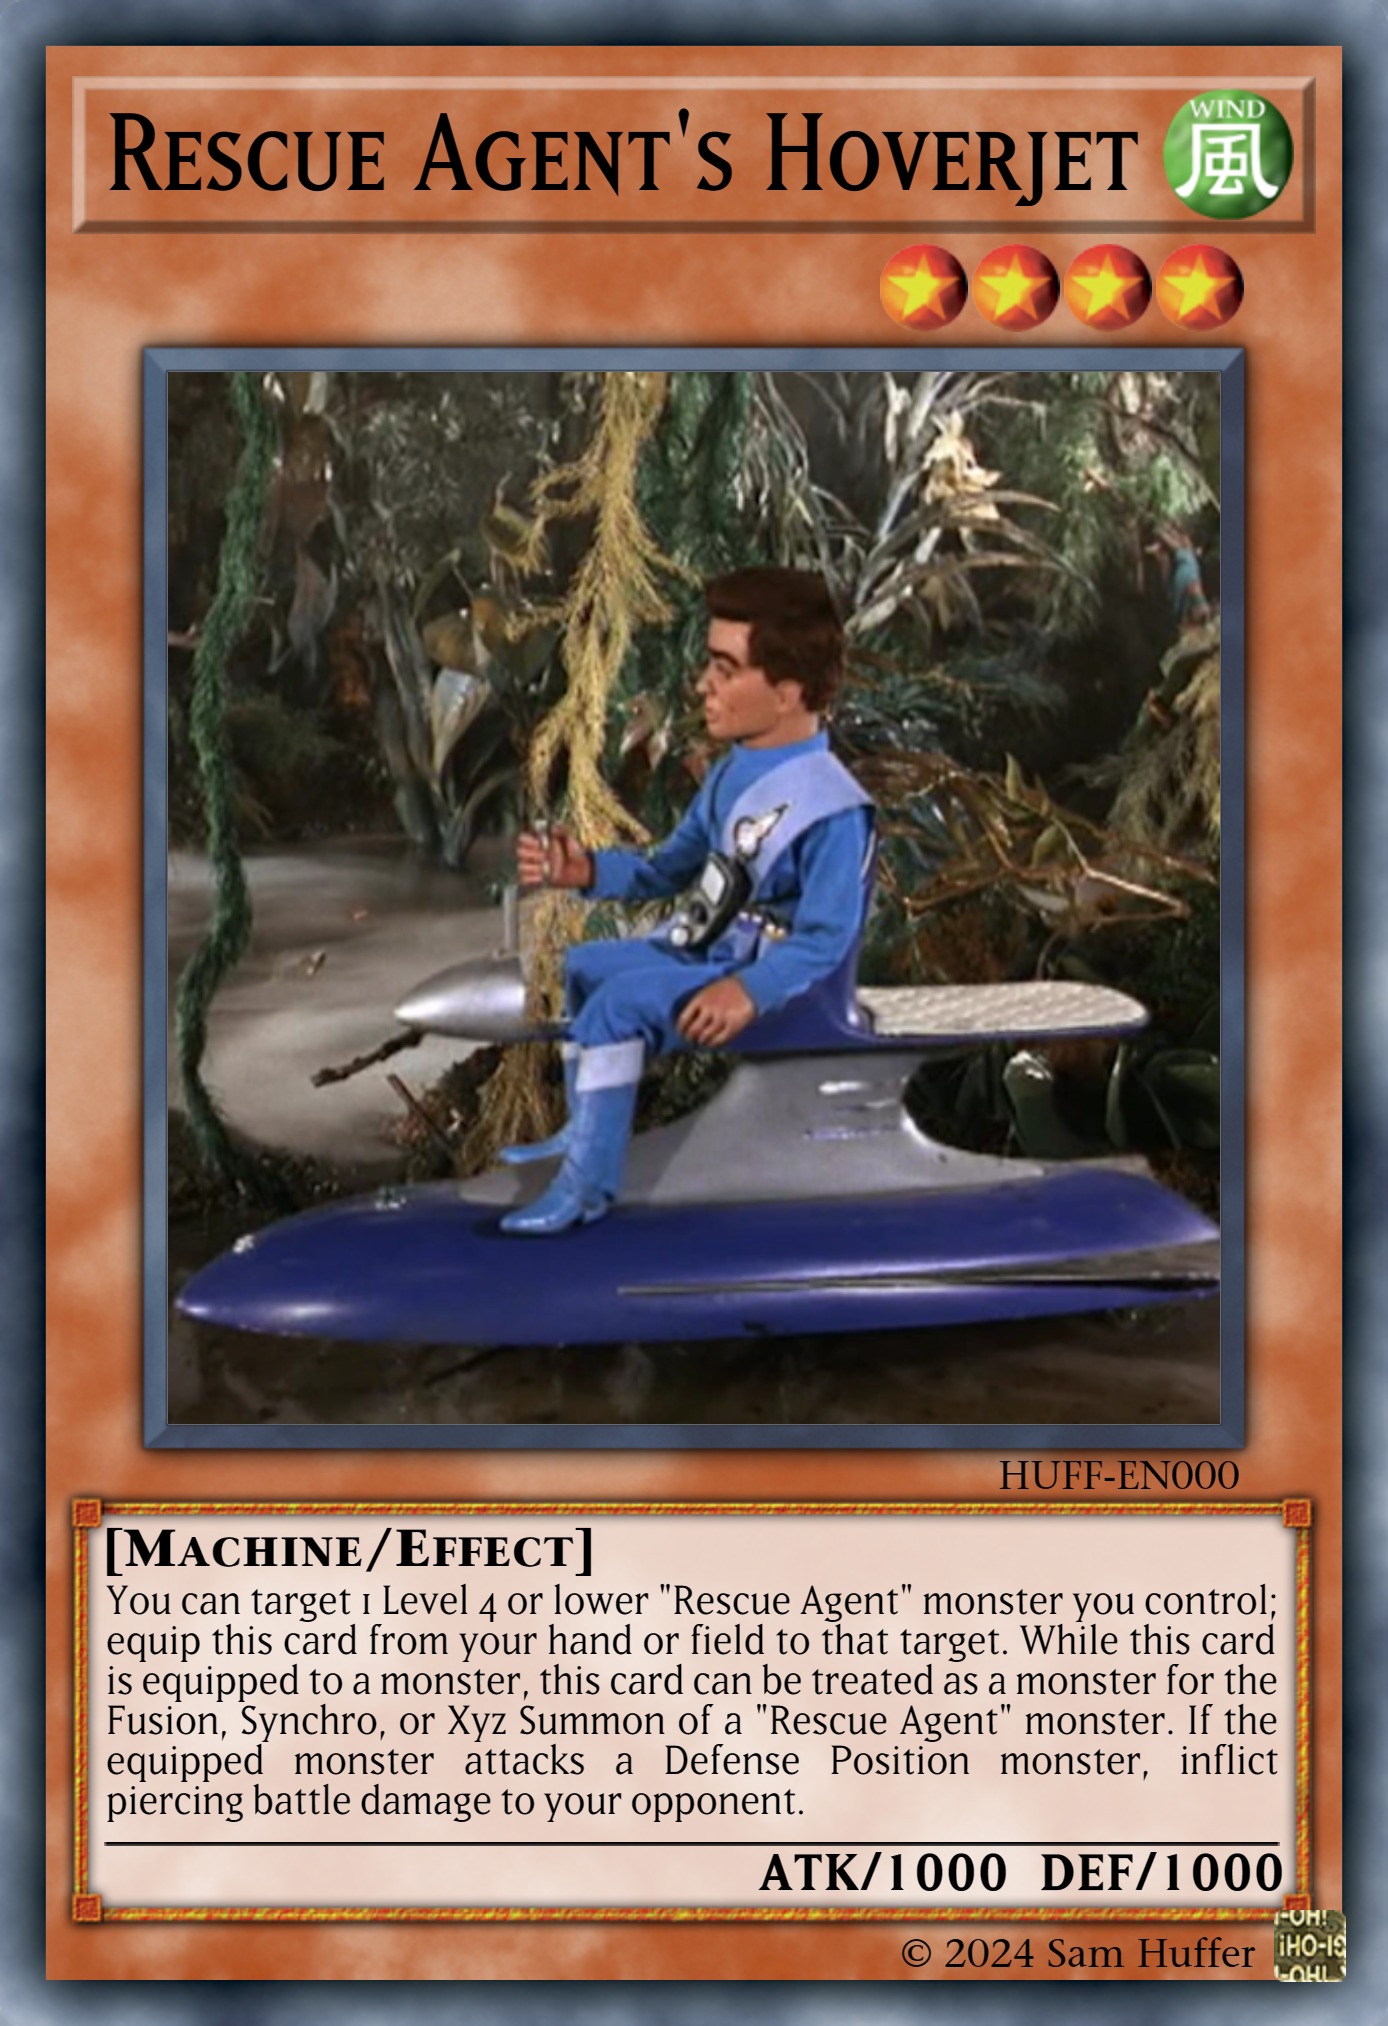 Rescue Agent's Hoverjet
WIND
風
HUFF-EN000
[Machine/Effect]
You can target 1 Level 4 or lower "Rescue Agent" monster you control;
equip this card from your hand or field to that target. While this card
is equipped to a monster, this card can be treated as a monster for the
Fusion, Synchro, or Xyz Summon of a "Rescue Agent" monster. If the
equipped monster attacks a Defense Position monster, inflict
piercing battle damage to your opponent.
ATK/1000 DEF/1000
© 2024 Sam Huffer